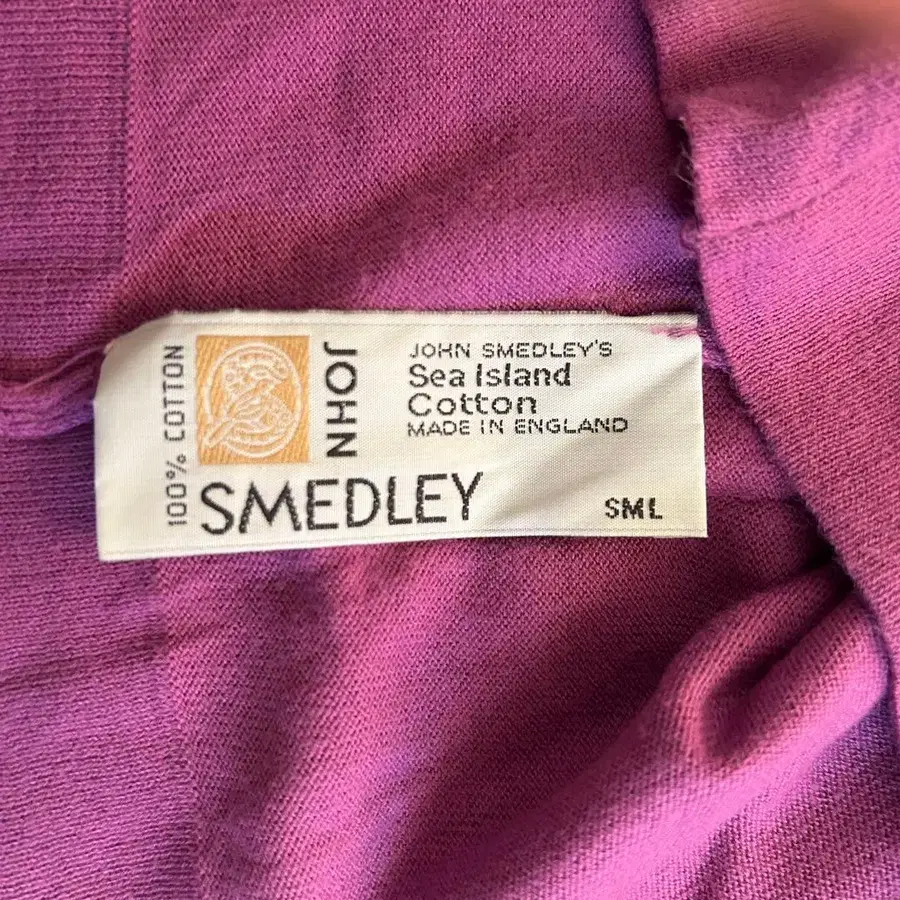 100% COTTON
JOHN
SMEDLEY
JOHN SMEDLEY'S
Sea Island
Cotton
MADE IN ENGLAND
SML